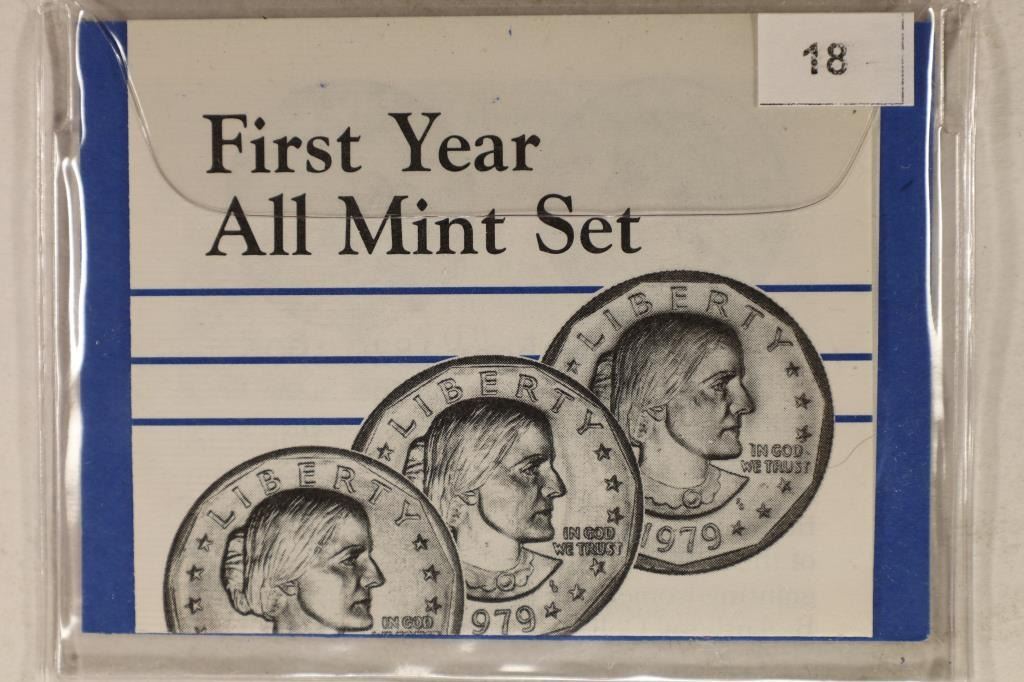 18
First Year
All Mint Set
LIBERTY
IN GOD
WE TRUST
1979
LIBERTY
IN GOD
WE TRUST
1979
LIBERTY
IN GOD